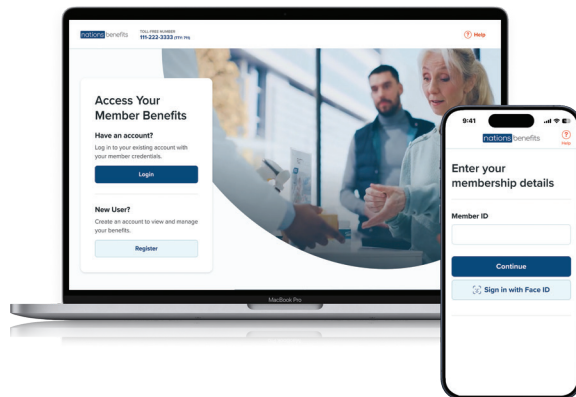 nations benefits
TOLL-FREE NUMBER
111-222-3333 (TTY: 711)
Help
Access Your
Member Benefits
Have an account?
Log in to your existing account with
your member credentials.
Login
New User?
Create an account to view and manage
your benefits.
Register
MacBook Pro
9:41
nations benefits
Help
Enter your
membership details
Member ID
Continue
Sign in with Face ID